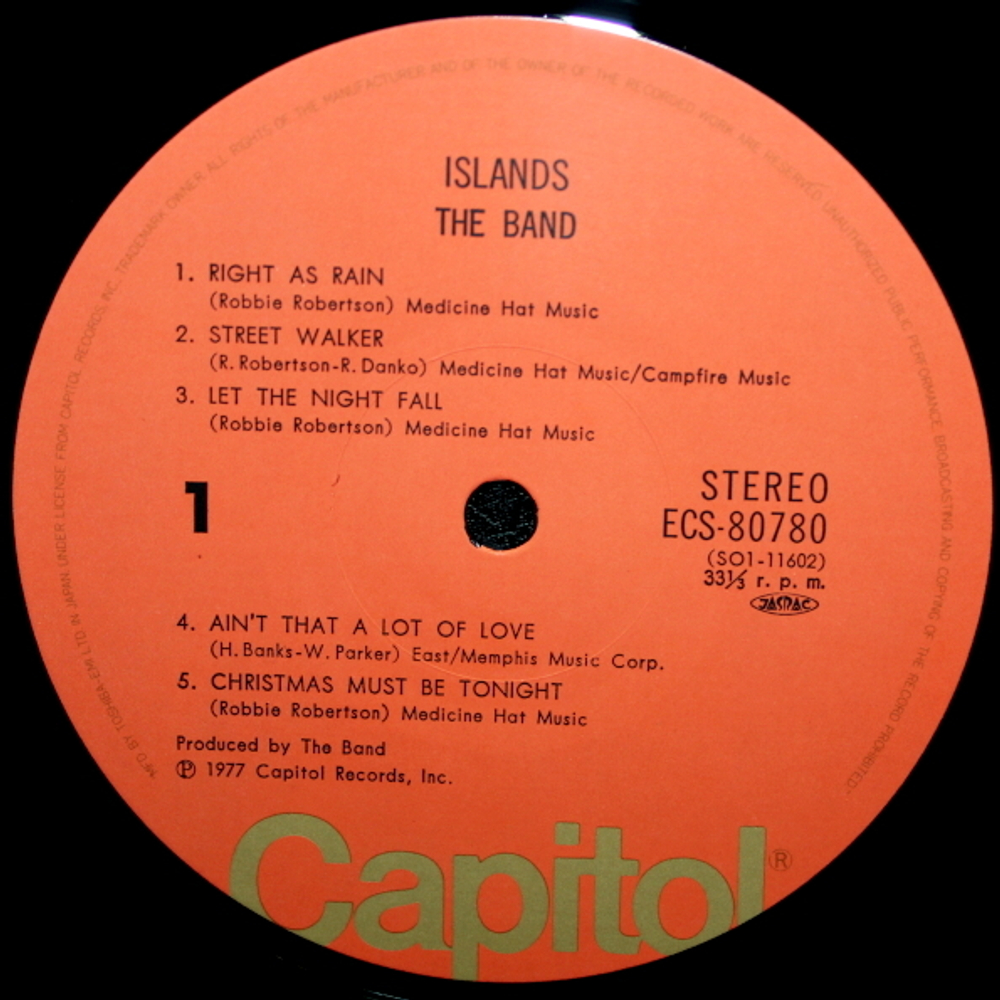 MF'D BY TOSHIBA-EMI LTD. IN JAPAN UNDER LICENSE FROM CAPITOL RECORDS, INC. TRADEMARK OWNER. ALL RIGHTS OF THE MANUFACTURER AND OF THE OWNER OF THE RECORDED WORK ARE RESERVED. UNAUTHORIZED PUBLIC PERFORMANCE BROADCASTING AND COPYING OF THE RECORD PROHIBITED"
ISLANDS
THE BAND
1. RIGHT AS RAIN
(Robbie Robertson) Medicine Hat Music
2. STREET WALKER
(R. Robertson-R. Danko) Medicine Hat Music/Campfire Music
3. LET THE NIGHT FALL
(Robbie Robertson) Medicine Hat Music
1
STEREO
ECS-80780
(SO1-11602)
33⅓ r. p. m.
JASRAC
4. AIN'T THAT A LOT OF LOVE
(H. Banks-W. Parker) East/Memphis Music Corp.
5. CHRISTMAS MUST BE TONIGHT
(Robbie Robertson) Medicine Hat Music
Produced by The Band
℗ 1977 Capitol Records, Inc.
Capitol®